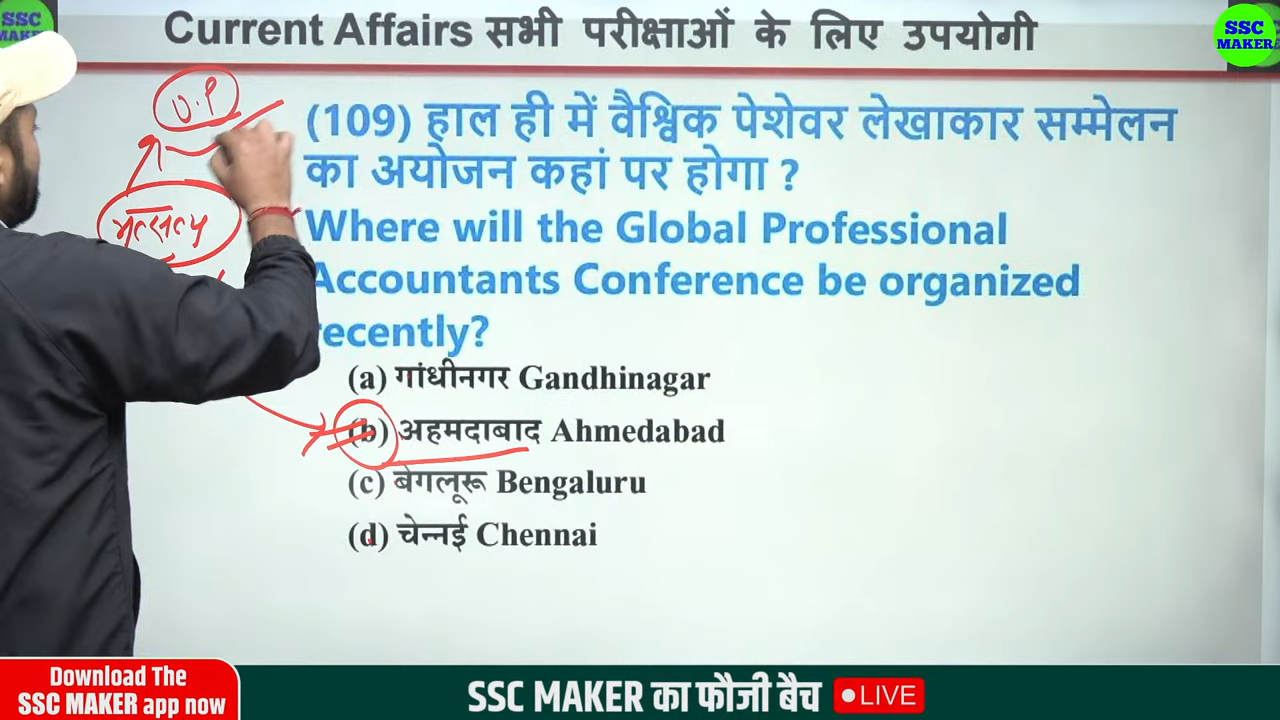 SSC
MAKER
Current Affairs सभी परीक्षाओं के लिए उपयोगी
SSC
MAKER
U.P
(109) हाल ही में वैश्विक पेशेवर लेखाकार सम्मेलन
का अयोजन कहां पर होगा ?
Where will the Global Professional
Accountants Conference be organized
recently?
(a) गांधीनगर Gandhinagar
(b) अहमदाबाद Ahmedabad
(c) बेंगलूरू Bengaluru
(d) चेन्नई Chennai
Download The
SSC MAKER app now
SSC MAKER का फौजी बैच
LIVE